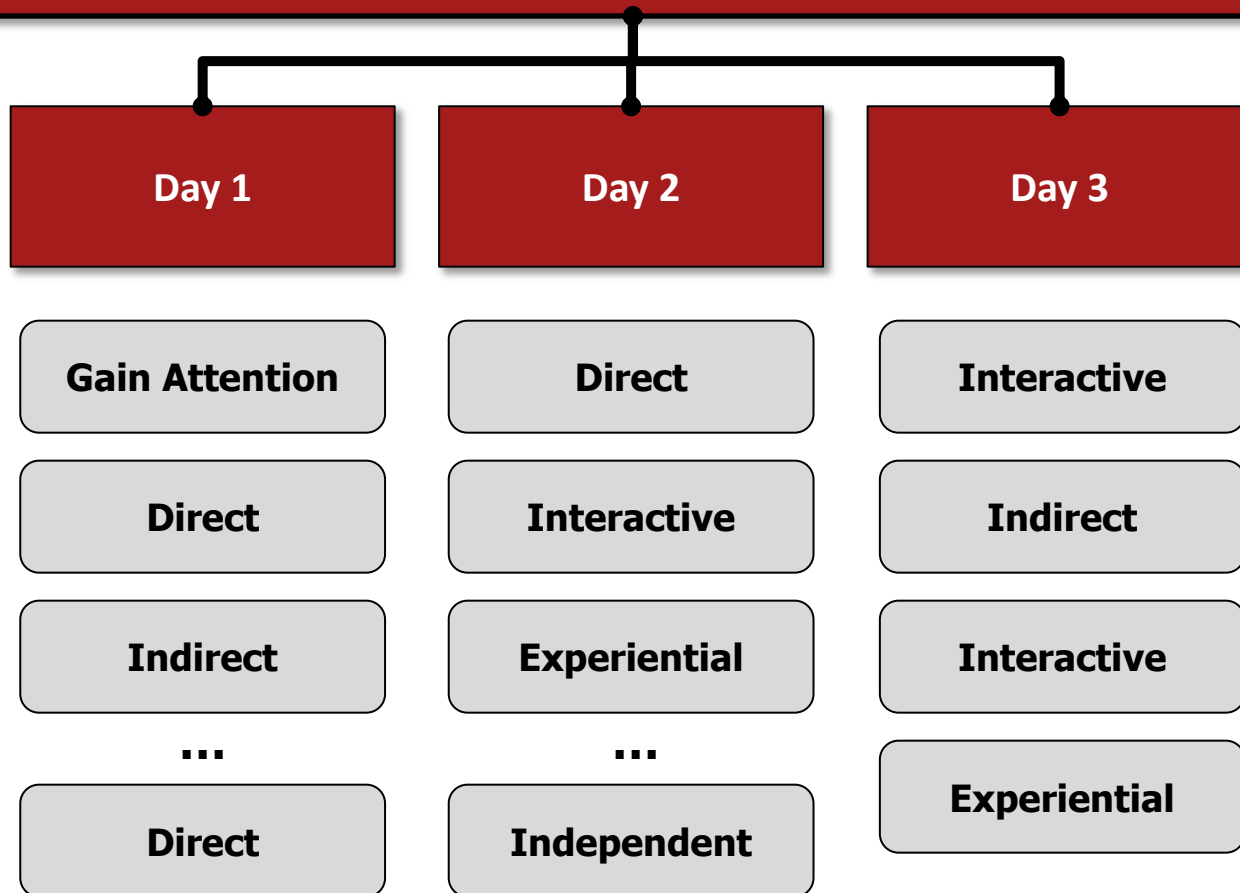 Day 1
Day 2
Day 3
Gain Attention
Direct
Interactive
Direct
Interactive
Indirect
Indirect
Experiential
Interactive
...
...
Experiential
Direct
Independent